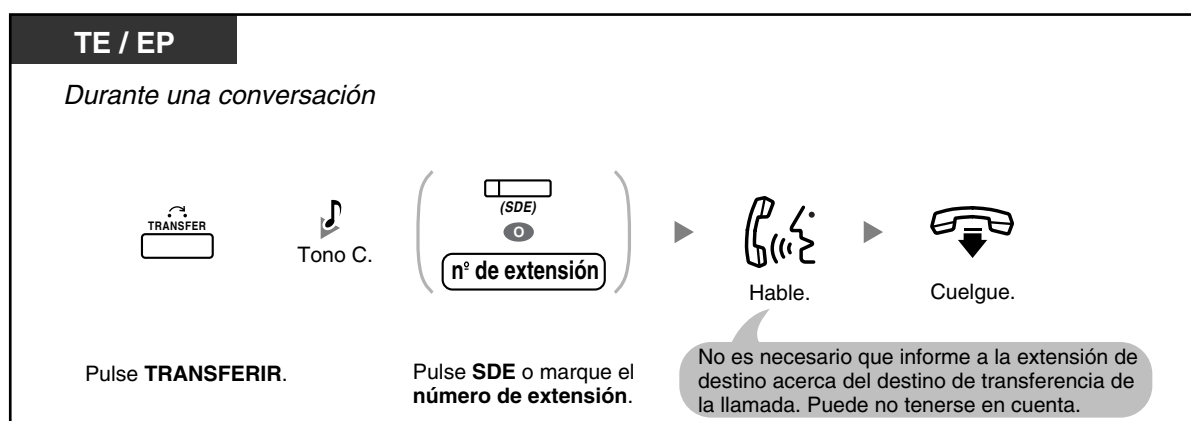 TE / EP
Durante una conversación
TRANSFER
Tono C.
(SDE)
O
nº de extensión
Hable.
Cuelgue.
Pulse TRANSFERIR.
Pulse SDE o marque el
número de extensión.
No es necesario que informe a la extensión de
destino acerca del destino de transferencia de
la llamada. Puede no tenerse en cuenta.